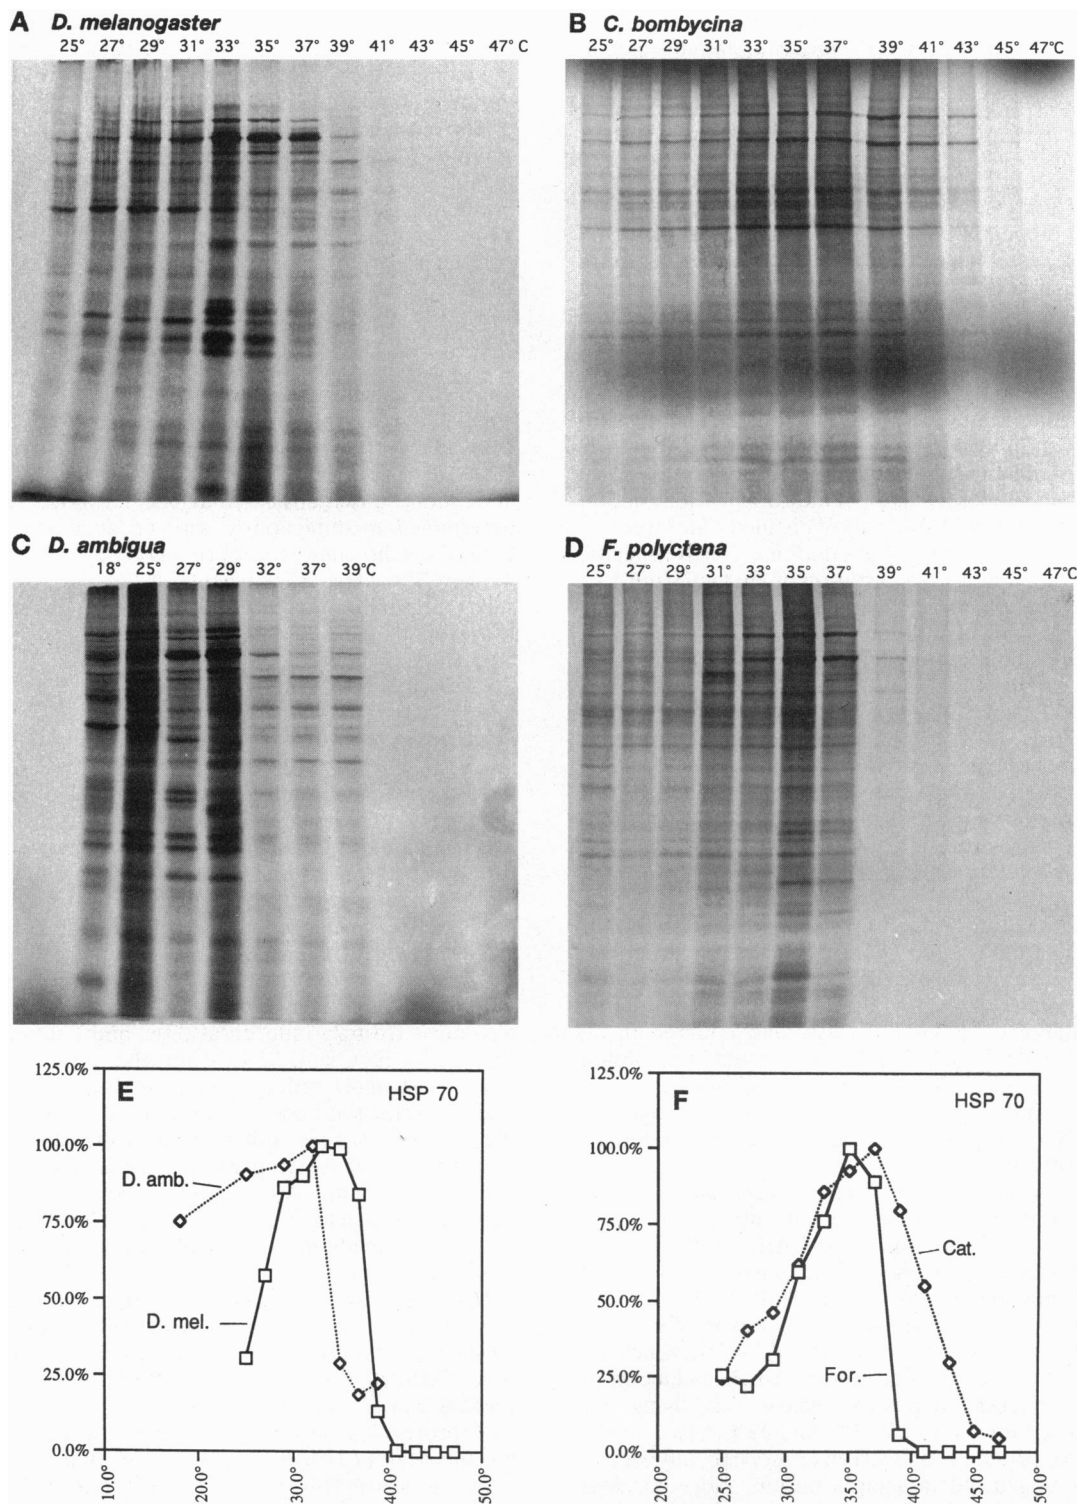 A D. melanogaster
25° 27° 29° 31° 33° 35° 37° 39° 41° 43° 45° 47° C
B C. bombycina
25° 27° 29° 31° 33° 35° 37° 39° 41° 43° 45° 47°C
C D. ambigua
18° 25° 27° 29° 32° 37° 39°C
D F. polyctena
25° 27° 29° 31° 33° 35° 37° 39° 41° 43° 45° 47°C
125.0%
E HSP 70
100.0%
D. amb.
75.0%
50.0%
D. mel.
25.0%
0.0%
10.0° 20.0° 30.0° 40.0° 50.0°
125.0%
F HSP 70
100.0%
75.0%
Cat.
50.0%
For.
25.0%
0.0%
20.0° 25.0° 30.0° 35.0° 40.0° 45.0° 50.0°